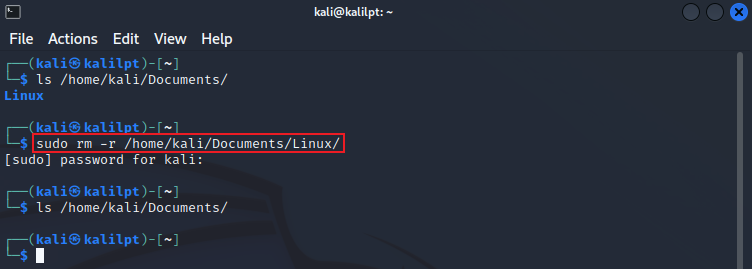 kali@kalilpt: ~
File Actions Edit View Help
┌──(kali㉿kalilpt)-[~]
└─$ ls /home/kali/Documents/
Linux
┌──(kali㉿kalilpt)-[~]
└─$ sudo rm -r /home/kali/Documents/Linux/
[sudo] password for kali:
┌──(kali㉿kalilpt)-[~]
└─$ ls /home/kali/Documents/
┌──(kali㉿kalilpt)-[~]
└─$